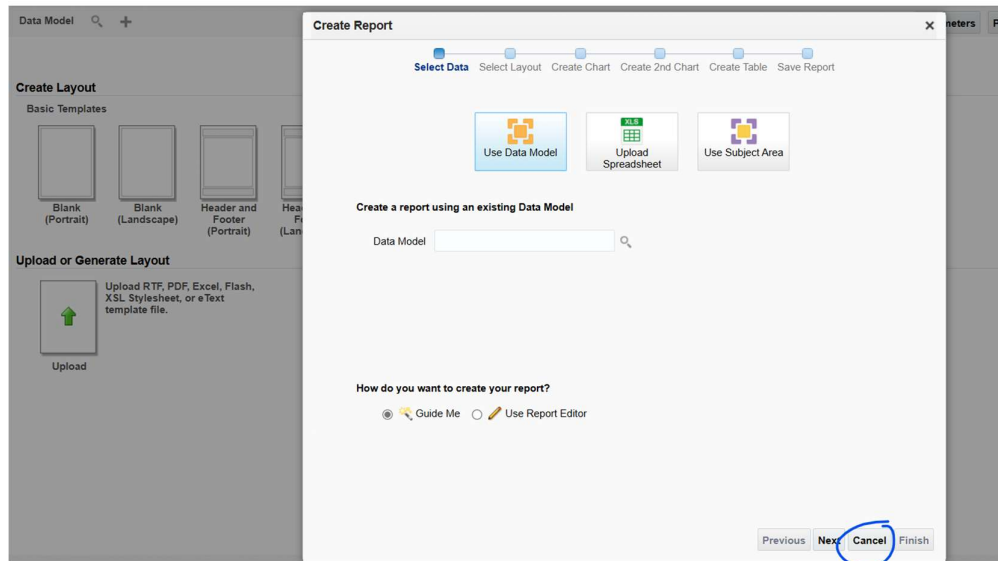 Data Model
Create Report
meters
Select Data Select Layout Create Chart Create 2nd Chart Create Table Save Report
Create Layout
Basic Templates
XLS
Use Data Model
Upload
Spreadsheet
Use Subject Area
Blank
(Portrait)
Blank
(Landscape)
Header and
Footer
(Portrait)
Create a report using an existing Data Model
Data Model
Upload or Generate Layout
Upload RTF, PDF, Excel, Flash,
XSL Stylesheet, or eText
template file.
Upload
How do you want to create your report?
Guide Me Use Report Editor
Previous Next Cancel Finish